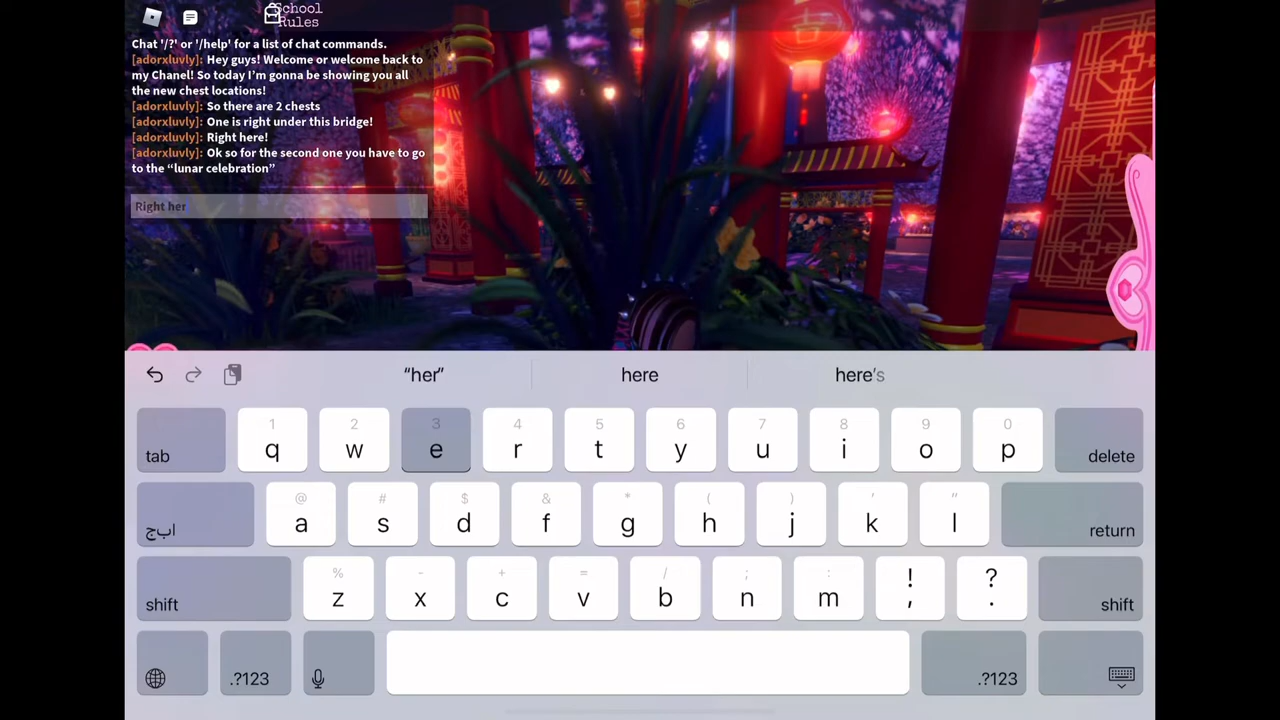 School
Rules
Chat '/?' or '/help' for a list of chat commands.
[adorxluvly]: Hey guys! Welcome or welcome back to
my Chanel! So today I'm gonna be showing you all
the new chest locations!
[adorxluvly]: So there are 2 chests
[adorxluvly]: One is right under this bridge!
[adorxluvly]: Right here!
[adorxluvly]: Ok so for the second one you have to go
to the “lunar celebration”
Right her
“her” here here's
1 2 3 4 5 6 7 8 9 0
tab q w e r t y u i o p delete
@ # $ & * ( ) ' "
ابج a s d f g h j k l return
% - + = / ; : ! ?
shift z x c v b n m , . shift
.?123 .?123